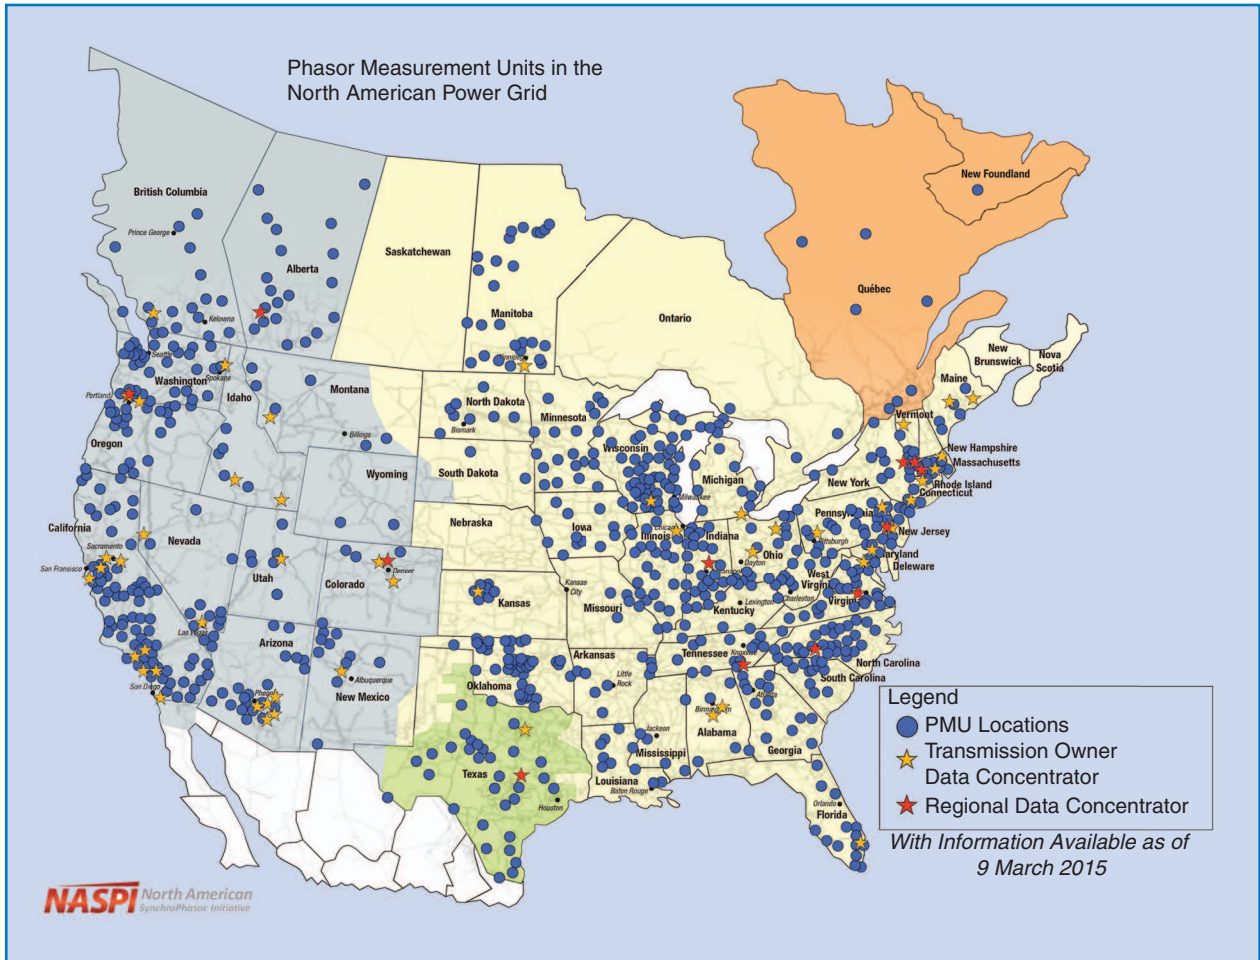 Phasor Measurement Units in the
North American Power Grid
New Foundland
British Columbia
Prince George
Saskatchewan
Alberta
Québec
Manitoba
Ontario
Kelowna
New
Brunswick
Nova
Scotia
Winnipeg
Seattle
Washington
Spokane
Maine
Portland
Idaho
Montana
North Dakota
Minnesota
Vermont
Bismark
Billings
Oregon
Wisconsin
New Hampshire
Massachusetts
Wyoming
South Dakota
Michigan
New York
Rhode Island
Connecticut
Milwaukee
California
Nebraska
Iowa
Chicago
Illinois
Indiana
Pennsylvania
New Jersey
Nevada
Sacramento
Pittsburgh
Ohio
Maryland
Delaware
San Fransisco
Utah
Colorado
Denver
Dayton
West
Virginia
Kansas
City
Kansas
Missouri
Lexington
Charleston
Kentucky
Virginia
Las Vegas
Arizona
Arkansas
Tennessee
Knoxville
North Carolina
San Diego
Albuquerque
New Mexico
Oklahoma
Little
Rock
South Carolina
Phoenix
Atlanta
Birmingham
Alabama
Jackson
Mississippi
Georgia
Texas
Louisiana
Baton Rouge
Houston
Orlando
Florida
Legend
PMU Locations
Transmission Owner
Data Concentrator
Regional Data Concentrator
With Information Available as of
9 March 2015
NASPI North American
SynchroPhasor Initiative